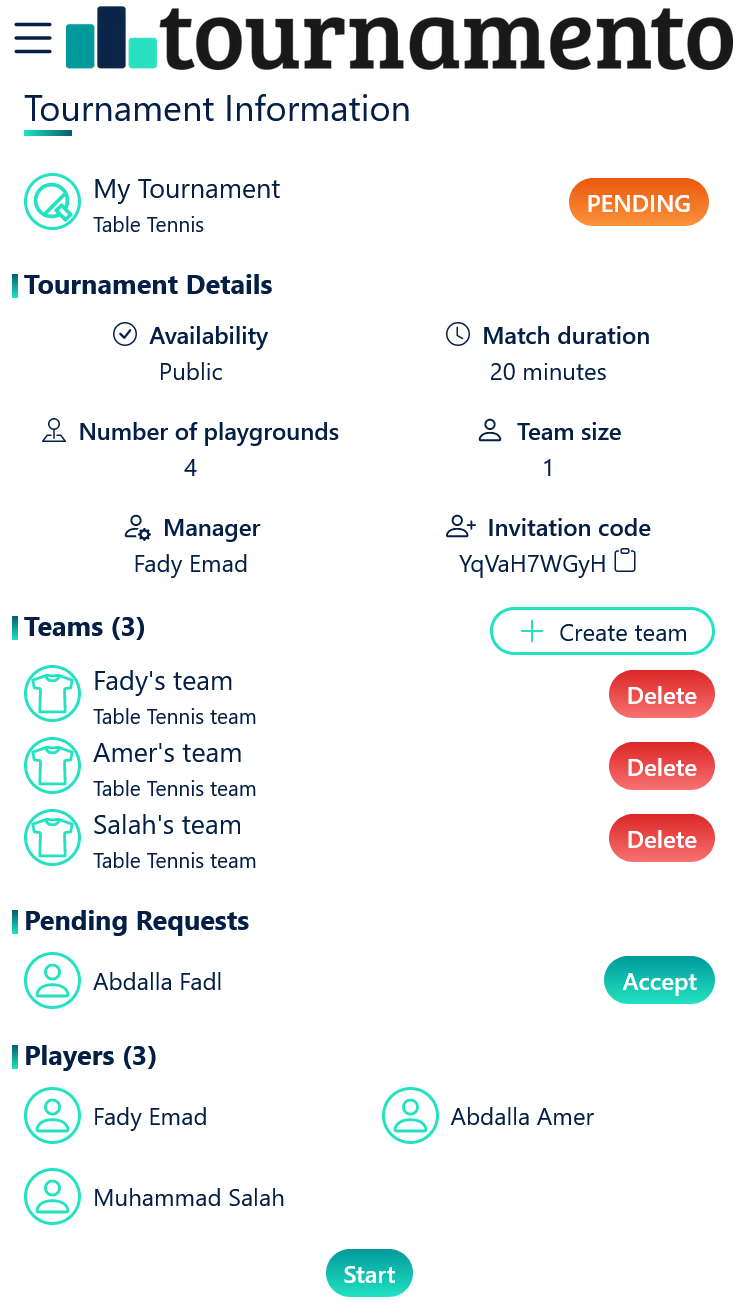 tournamento
Tournament Information
My Tournament
Table Tennis
PENDING
Tournament Details
Availability
Public
Match duration
20 minutes
Number of playgrounds
4
Team size
1
Manager
Fady Emad
Invitation code
YqVaH7WGyH
Teams (3)
Create team
Fady's team
Table Tennis team
Delete
Amer's team
Table Tennis team
Delete
Salah's team
Table Tennis team
Delete
Pending Requests
Abdalla Fadl
Accept
Players (3)
Fady Emad
Abdalla Amer
Muhammad Salah
Start